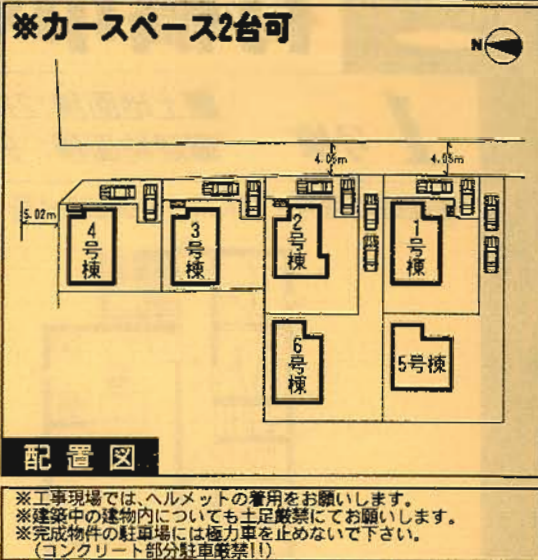 ※カースペース2台可
N
4.05m
4.05m
5.02m
4号棟
3号棟
2号棟
1号棟
6号棟
5号棟
配置図
※工事現場では、ヘルメットの着用をお願いします。
※建築中の建物内についても土足厳禁にてお願いします。
※完成物件の駐車場には極力車を止めないで下さい。
(コンクリート部分駐車厳禁!!)